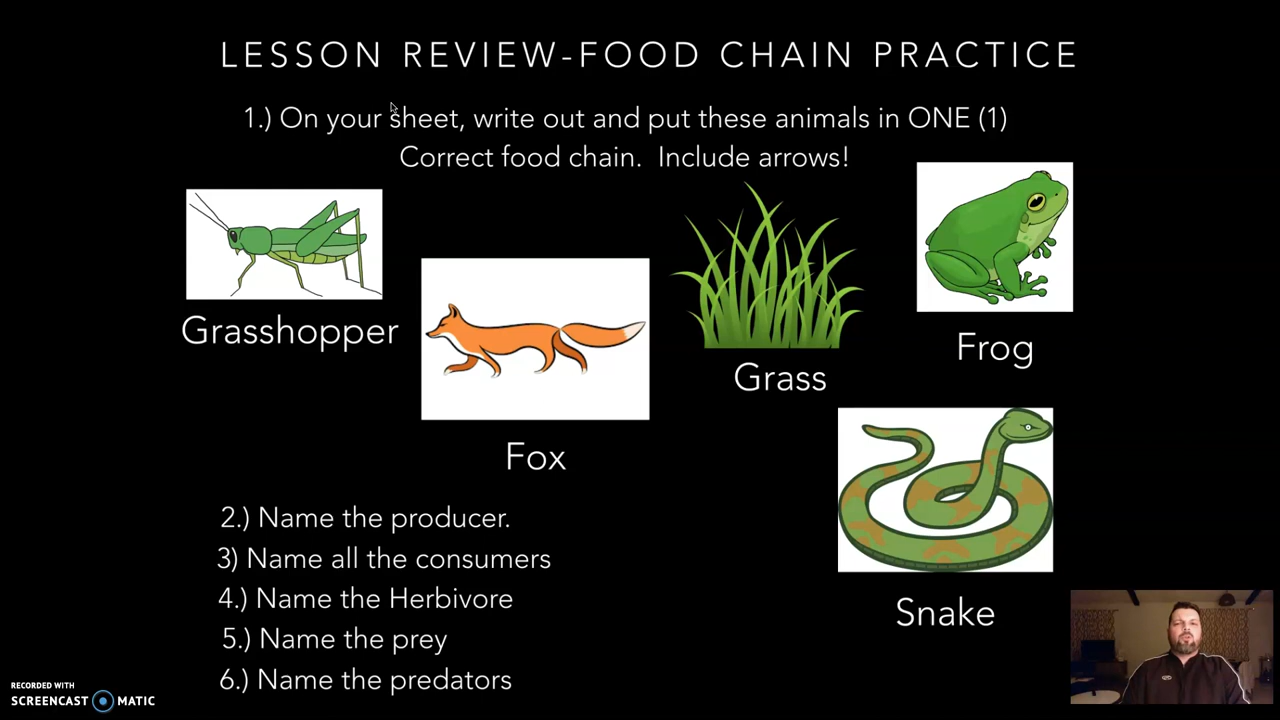 LESSON REVIEW-FOOD CHAIN PRACTICE
1.) On your sheet, write out and put these animals in ONE (1)
Correct food chain. Include arrows!
Grasshopper
Fox
Grass
Frog
Snake
2.) Name the producer.
3) Name all the consumers
4.) Name the Herbivore
5.) Name the prey
6.) Name the predators
RECORDED WITH
SCREENCAST MATIC